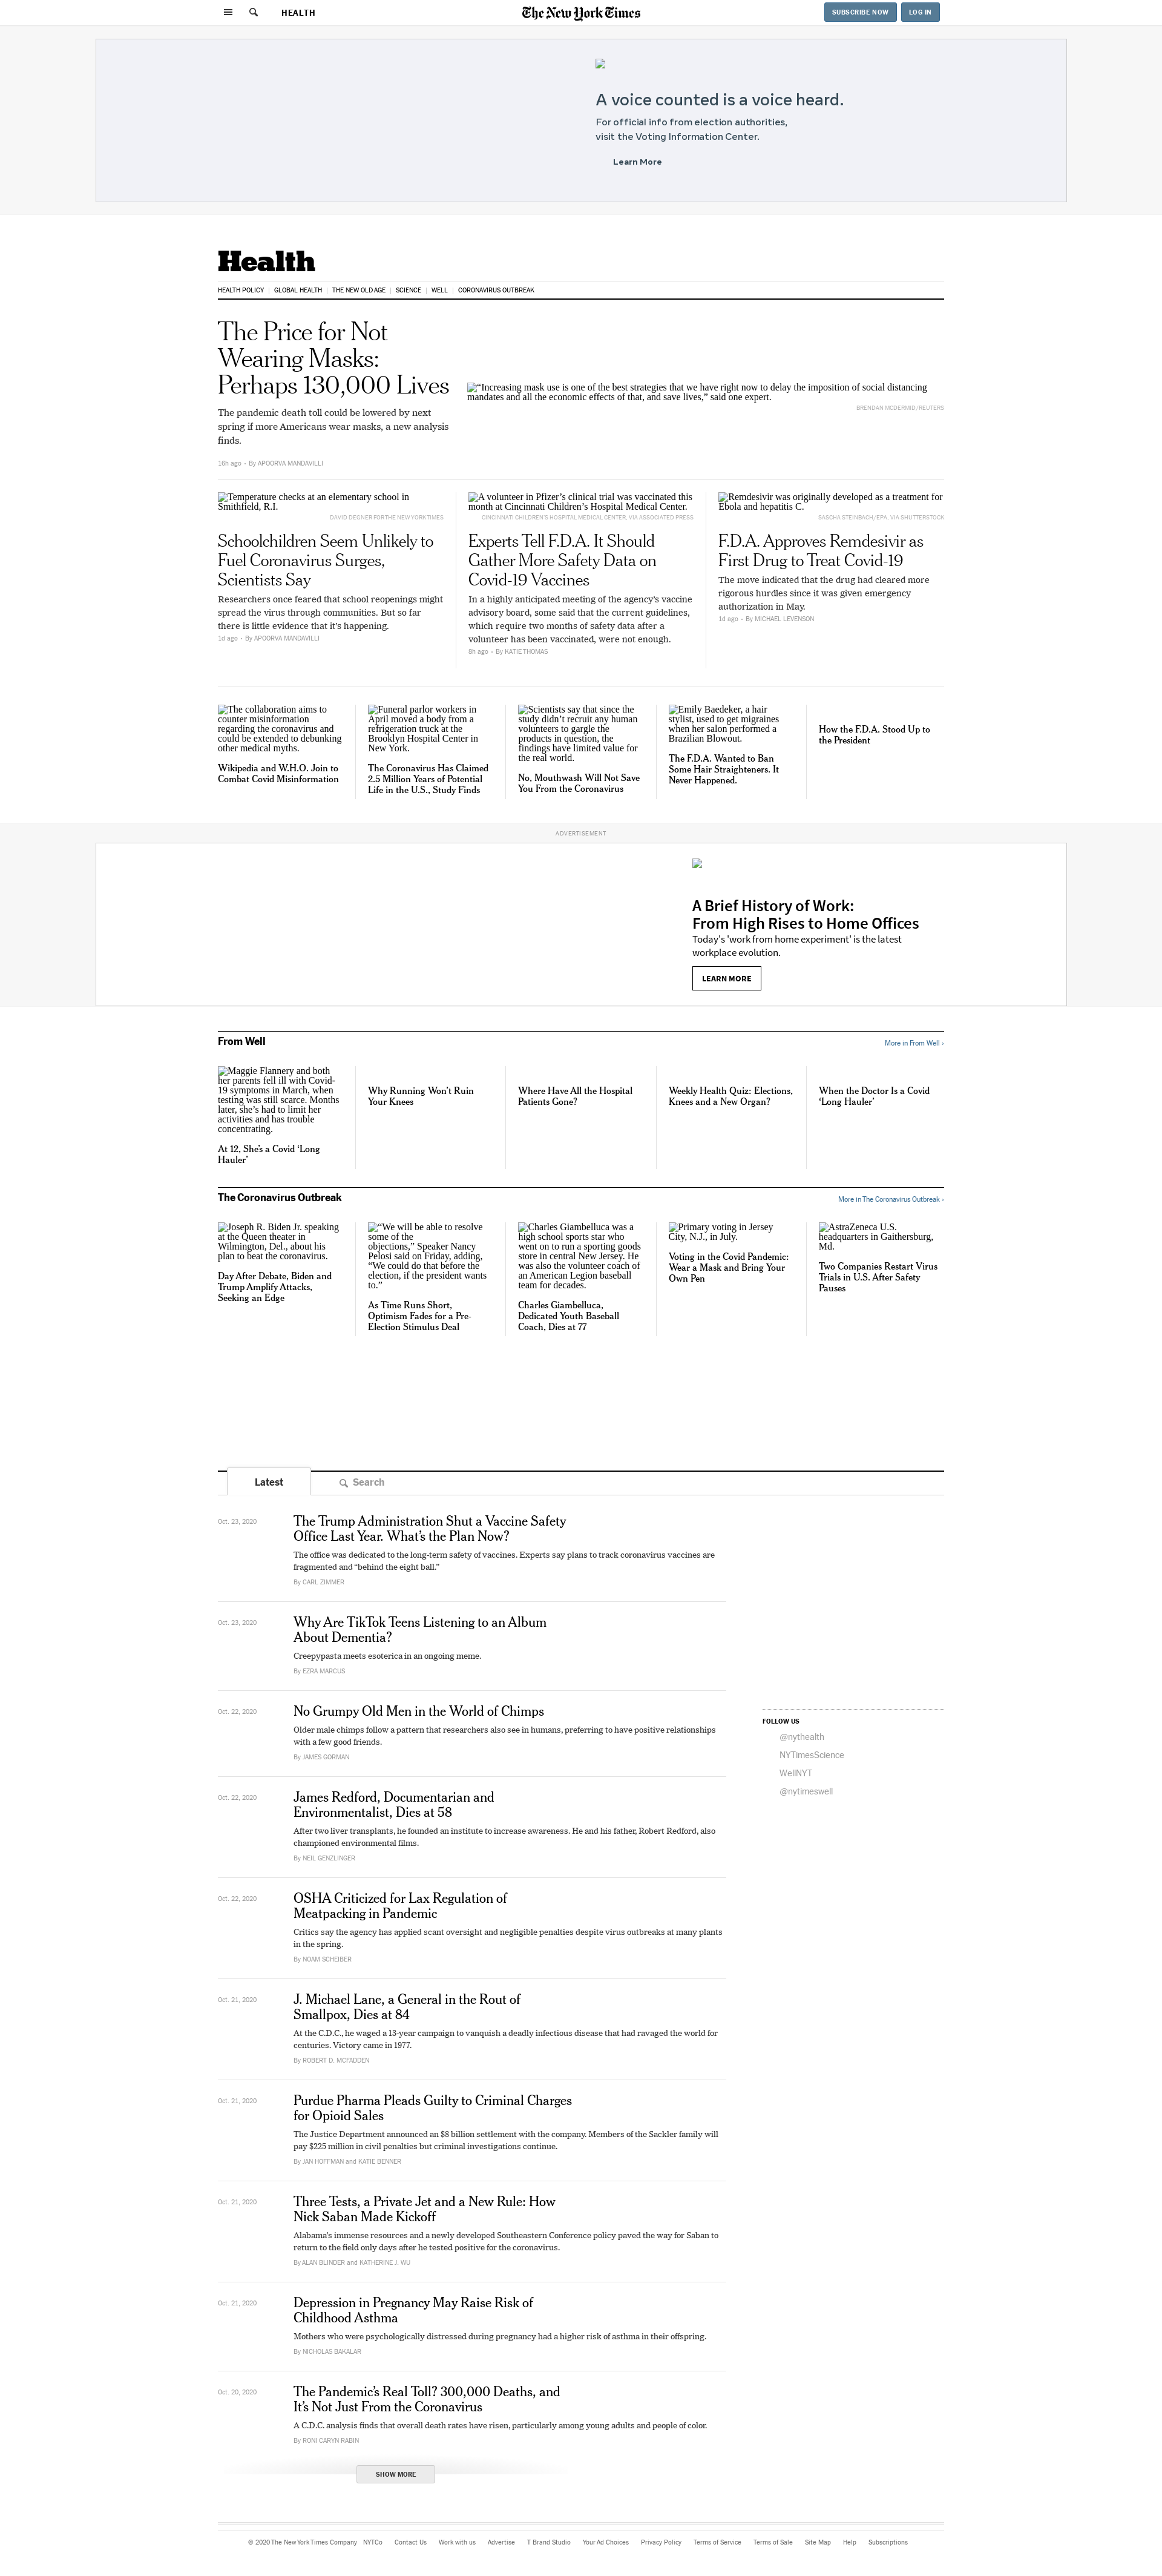 HEALTH
The New York Times
SUBSCRIBE NOW
LOG IN
A voice counted is a voice heard.
For official info from election authorities,
visit the Voting Information Center.
Learn More
Health
HEALTH POLICY | GLOBAL HEALTH | THE NEW OLD AGE | SCIENCE | WELL | CORONAVIRUS OUTBREAK
The Price for Not
Wearing Masks:
Perhaps 130,000 Lives
The pandemic death toll could be lowered by next
spring if more Americans wear masks, a new analysis
finds.
16h ago • By APOORVA MANDAVILLI
“Increasing mask use is one of the best strategies that we have right now to delay the imposition of social distancing
mandates and all the economic effects of that, and save lives,” said one expert.
BRENDAN MCDERMID/REUTERS
Temperature checks at an elementary school in
Smithfield, R.I.
DAVID DEGNER FOR THE NEW YORK TIMES
Schoolchildren Seem Unlikely to
Fuel Coronavirus Surges,
Scientists Say
Researchers once feared that school reopenings might
spread the virus through communities. But so far
there is little evidence that it’s happening.
1d ago • By APOORVA MANDAVILLI
A volunteer in Pfizer’s clinical trial was vaccinated this
month at Cincinnati Children’s Hospital Medical Center.
CINCINNATI CHILDREN'S HOSPITAL MEDICAL CENTER, VIA ASSOCIATED PRESS
Experts Tell F.D.A. It Should
Gather More Safety Data on
Covid-19 Vaccines
In a highly anticipated meeting of the agency’s vaccine
advisory board, some said that the current guidelines,
which require two months of safety data after a
volunteer has been vaccinated, were not enough.
8h ago • By KATIE THOMAS
Remdesivir was originally developed as a treatment for
Ebola and hepatitis C.
SASCHA STEINBACH/EPA, VIA SHUTTERSTOCK
F.D.A. Approves Remdesivir as
First Drug to Treat Covid-19
The move indicated that the drug had cleared more
rigorous hurdles since it was given emergency
authorization in May.
1d ago • By MICHAEL LEVENSON
The collaboration aims to
counter misinformation
regarding the coronavirus and
could be extended to debunking
other medical myths.
Wikipedia and W.H.O. Join to
Combat Covid Misinformation
Funeral parlor workers in
April moved a body from a
refrigeration truck at the
Brooklyn Hospital Center in
New York.
The Coronavirus Has Claimed
2.5 Million Years of Potential
Life in the U.S., Study Finds
Scientists say that since the
study didn’t recruit any human
volunteers to gargle the
products in question, the
findings have limited value for
the real world.
No, Mouthwash Will Not Save
You From the Coronavirus
Emily Baedeker, a hair
stylist, used to get migraines
when her salon performed a
Brazilian Blowout.
The F.D.A. Wanted to Ban
Some Hair Straighteners. It
Never Happened.
How the F.D.A. Stood Up to
the President
ADVERTISEMENT
A Brief History of Work:
From High Rises to Home Offices
Today's 'work from home experiment' is the latest
workplace evolution.
LEARN MORE
From Well
More in From Well ›
Maggie Flannery and both
her parents fell ill with Covid-
19 symptoms in March, when
testing was still scarce. Months
later, she’s had to limit her
activities and has trouble
concentrating.
At 12, She’s a Covid ‘Long
Hauler’
Why Running Won’t Ruin
Your Knees
Where Have All the Hospital
Patients Gone?
Weekly Health Quiz: Elections,
Knees and a New Organ?
When the Doctor Is a Covid
‘Long Hauler’
The Coronavirus Outbreak
More in The Coronavirus Outbreak ›
Joseph R. Biden Jr. speaking
at the Queen theater in
Wilmington, Del., about his
plan to beat the coronavirus.
Day After Debate, Biden and
Trump Amplify Attacks,
Seeking an Edge
“We will be able to resolve
some of the
objections,” Speaker Nancy
Pelosi said on Friday, adding,
“We could do that before the
election, if the president wants
to.”
As Time Runs Short,
Optimism Fades for a Pre-
Election Stimulus Deal
Charles Giambelluca was a
high school sports star who
went on to run a sporting goods
store in central New Jersey. He
was also the volunteer coach of
an American Legion baseball
team for decades.
Charles Giambelluca,
Dedicated Youth Baseball
Coach, Dies at 77
Primary voting in Jersey
City, N.J., in July.
Voting in the Covid Pandemic:
Wear a Mask and Bring Your
Own Pen
AstraZeneca U.S.
headquarters in Gaithersburg,
Md.
Two Companies Restart Virus
Trials in U.S. After Safety
Pauses
Latest
Search
Oct. 23, 2020
The Trump Administration Shut a Vaccine Safety
Office Last Year. What’s the Plan Now?
The office was dedicated to the long-term safety of vaccines. Experts say plans to track coronavirus vaccines are
fragmented and “behind the eight ball.”
By CARL ZIMMER
Oct. 23, 2020
Why Are TikTok Teens Listening to an Album
About Dementia?
Creepypasta meets esoterica in an ongoing meme.
By EZRA MARCUS
Oct. 22, 2020
No Grumpy Old Men in the World of Chimps
Older male chimps follow a pattern that researchers also see in humans, preferring to have positive relationships
with a few good friends.
By JAMES GORMAN
FOLLOW US
@nythealth
NYTimesScience
WellNYT
@nytimeswell
Oct. 22, 2020
James Redford, Documentarian and
Environmentalist, Dies at 58
After two liver transplants, he founded an institute to increase awareness. He and his father, Robert Redford, also
championed environmental films.
By NEIL GENZLINGER
Oct. 22, 2020
OSHA Criticized for Lax Regulation of
Meatpacking in Pandemic
Critics say the agency has applied scant oversight and negligible penalties despite virus outbreaks at many plants
in the spring.
By NOAM SCHEIBER
Oct. 21, 2020
J. Michael Lane, a General in the Rout of
Smallpox, Dies at 84
At the C.D.C., he waged a 13-year campaign to vanquish a deadly infectious disease that had ravaged the world for
centuries. Victory came in 1977.
By ROBERT D. MCFADDEN
Oct. 21, 2020
Purdue Pharma Pleads Guilty to Criminal Charges
for Opioid Sales
The Justice Department announced an $8 billion settlement with the company. Members of the Sackler family will
pay $225 million in civil penalties but criminal investigations continue.
By JAN HOFFMAN and KATIE BENNER
Oct. 21, 2020
Three Tests, a Private Jet and a New Rule: How
Nick Saban Made Kickoff
Alabama’s immense resources and a newly developed Southeastern Conference policy paved the way for Saban to
return to the field only days after he tested positive for the coronavirus.
By ALAN BLINDER and KATHERINE J. WU
Oct. 21, 2020
Depression in Pregnancy May Raise Risk of
Childhood Asthma
Mothers who were psychologically distressed during pregnancy had a higher risk of asthma in their offspring.
By NICHOLAS BAKALAR
Oct. 20, 2020
The Pandemic’s Real Toll? 300,000 Deaths, and
It’s Not Just From the Coronavirus
A C.D.C. analysis finds that overall death rates have risen, particularly among young adults and people of color.
By RONI CARYN RABIN
SHOW MORE
© 2020 The New York Times Company NYTCo Contact Us Work with us Advertise T Brand Studio Your Ad Choices Privacy Policy Terms of Service Terms of Sale Site Map Help Subscriptions